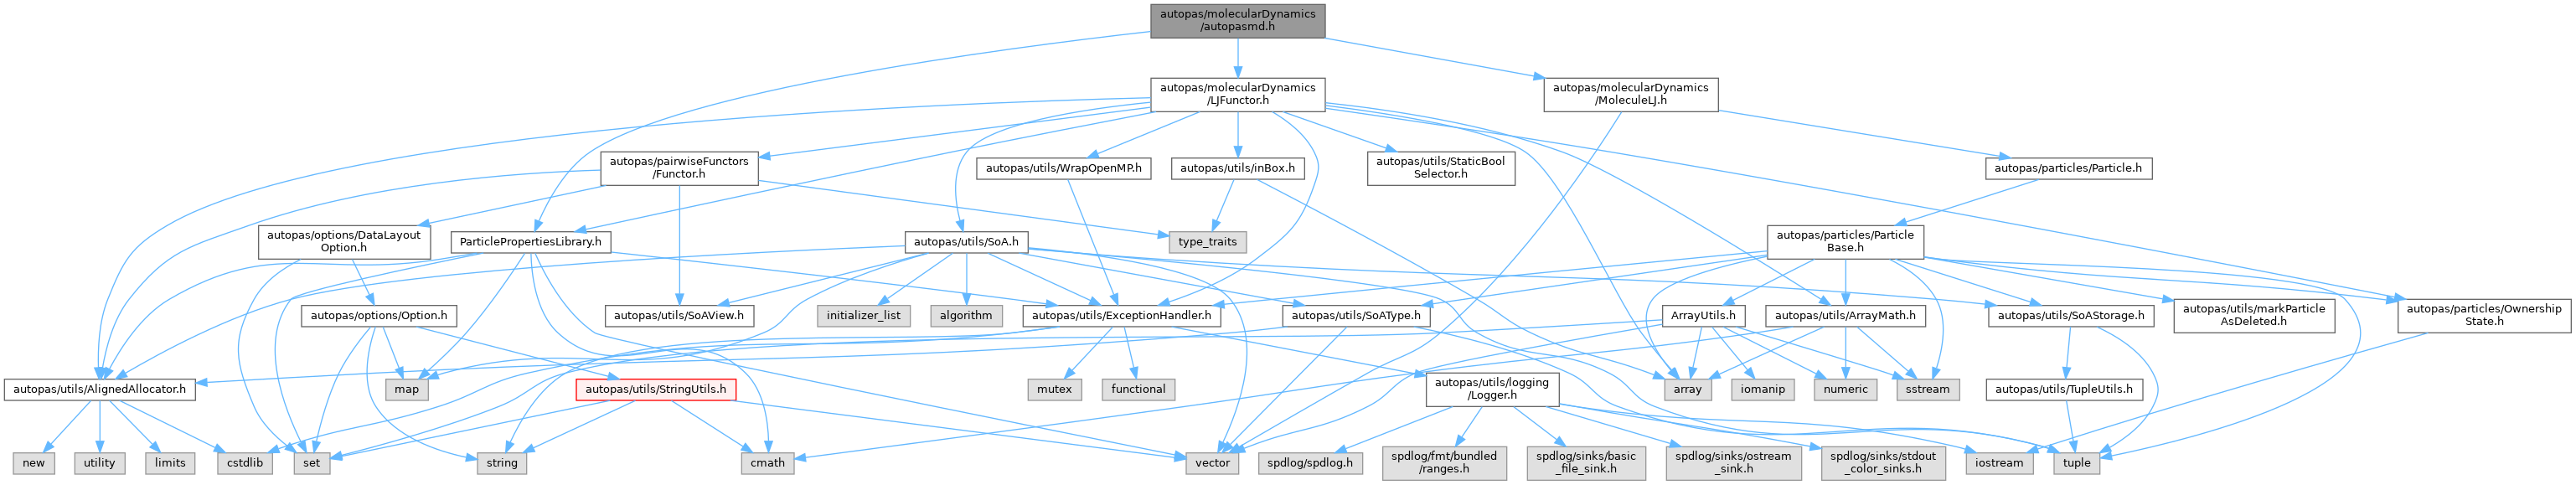 autopas/molecularDynamics
/autopasmd.h
autopas/molecularDynamics
/LJFunctor.h
autopas/molecularDynamics
/MoleculeLJ.h
autopas/pairwiseFunctors
/Functor.h
autopas/utils/WrapOpenMP.h
autopas/utils/inBox.h
autopas/utils/StaticBool
Selector.h
autopas/particles/Particle.h
autopas/options/DataLayout
Option.h
ParticlePropertiesLibrary.h
autopas/utils/SoA.h
type_traits
autopas/particles/Particle
Base.h
autopas/options/Option.h
autopas/utils/SoAView.h
initializer_list
algorithm
autopas/utils/ExceptionHandler.h
autopas/utils/SoAType.h
ArrayUtils.h
autopas/utils/ArrayMath.h
autopas/utils/SoAStorage.h
autopas/utils/markParticle
AsDeleted.h
autopas/particles/Ownership
State.h
autopas/utils/AlignedAllocator.h
map
autopas/utils/StringUtils.h
mutex
functional
autopas/utils/logging
/Logger.h
array
iomanip
numeric
sstream
autopas/utils/TupleUtils.h
new
utility
limits
cstdlib
set
string
cmath
vector
spdlog/spdlog.h
spdlog/fmt/bundled
/ranges.h
spdlog/sinks/basic
_file_sink.h
spdlog/sinks/ostream
_sink.h
spdlog/sinks/stdout
_color_sinks.h
iostream
tuple